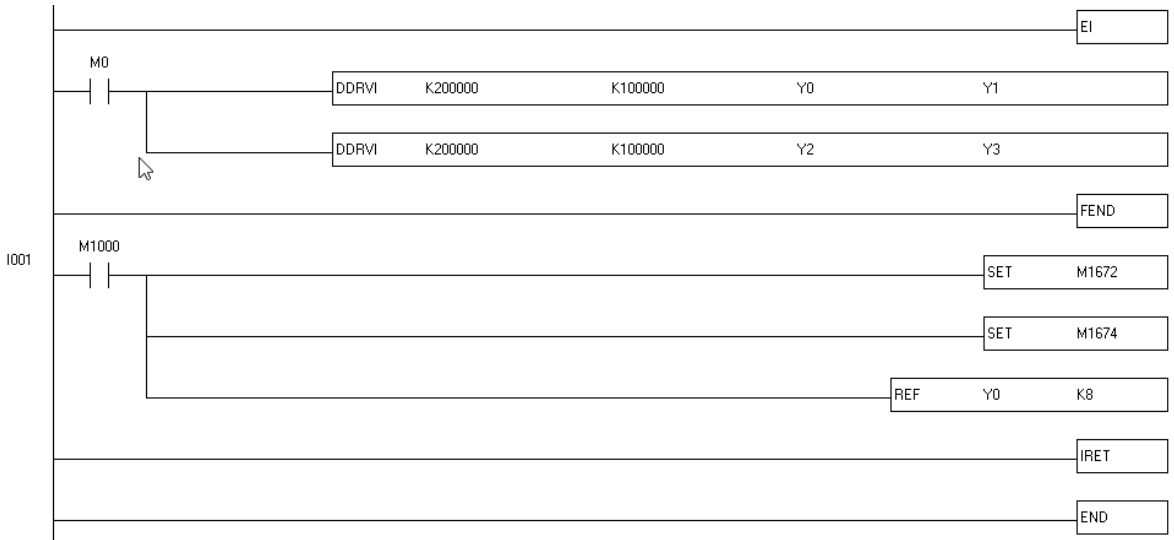 EI
M0
DDRVI K200000 K100000 Y0 Y1
DDRVI K200000 K100000 Y2 Y3
FEND
M1000
I001
SET M1672
SET M1674
REF Y0 K8
IRET
END